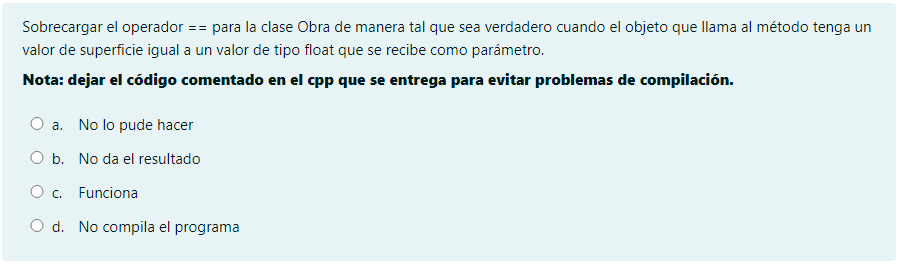 Sobrecargar el operador == para la clase Obra de manera tal que sea verdadero cuando el objeto que llama al método tenga un
valor de superficie igual a un valor de tipo float que se recibe como parámetro.
Nota: dejar el código comentado en el cpp que se entrega para evitar problemas de compilación.
a. No lo pude hacer
b. No da el resultado
c. Funciona
d. No compila el programa